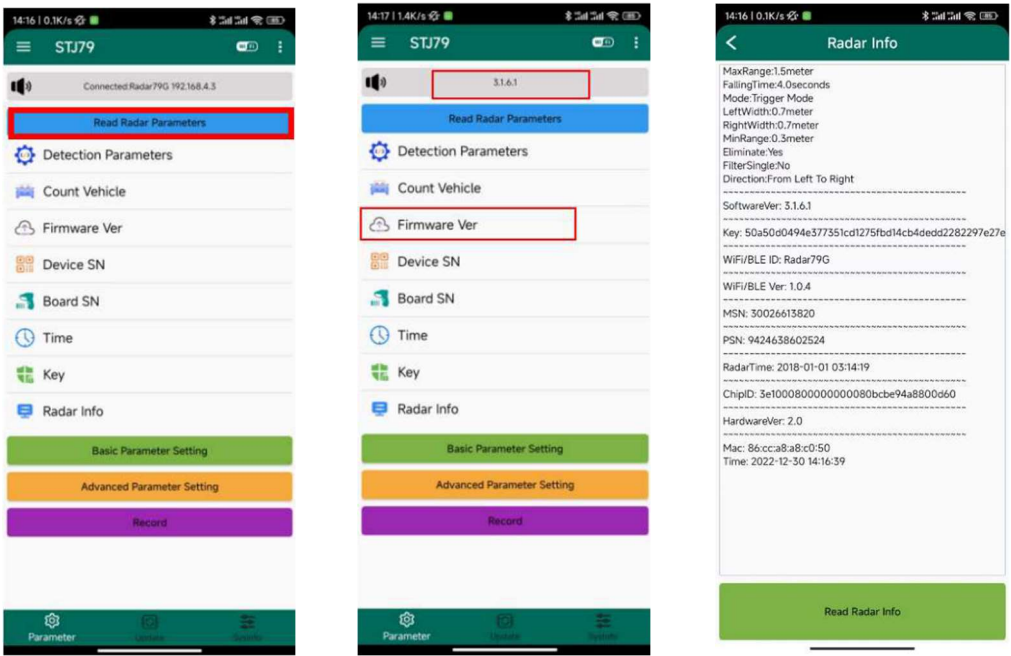 14:16 | 0.1K/s
STJ79
Connected:Radar79G 192.168.4.3
Read Radar Parameters
Detection Parameters
Count Vehicle
Firmware Ver
Device SN
Board SN
Time
Key
Radar Info
Basic Parameter Setting
Advanced Parameter Setting
Record
Parameter
Update
14:17 | 1.4K/s
STJ79
3.1.6.1
Read Radar Parameters
Detection Parameters
Count Vehicle
Firmware Ver
Device SN
Board SN
Time
Key
Radar Info
Basic Parameter Setting
Advanced Parameter Setting
Record
Parameter
Update
System
14:16 | 0.1K/s
Radar Info
MaxRange:1.5meter
FallingTime:4.0seconds
Mode:Trigger Mode
LeftWidth:0.7meter
RightWidth:0.7meter
MinRange:0.3meter
Eliminate:Yes
FilterSingle:No
Direction:From Left To Right
SoftwareVer: 3.1.6.1
Key: 50a50d0494e377351cd1275fbd14cb4dedd2282297e27e
WiFi/BLE ID: Radar79G
WiFi/BLE Ver: 1.0.4
MSN: 30026613820
PSN: 9424638602524
RadarTime: 2018-01-01 03:14:19
ChipID: 3e1000800000000080bcbe94a8800d60
HardwareVer: 2.0
Mac: 86:cc:a8:a8:c0:50
Time: 2022-12-30 14:16:39
Read Radar Info